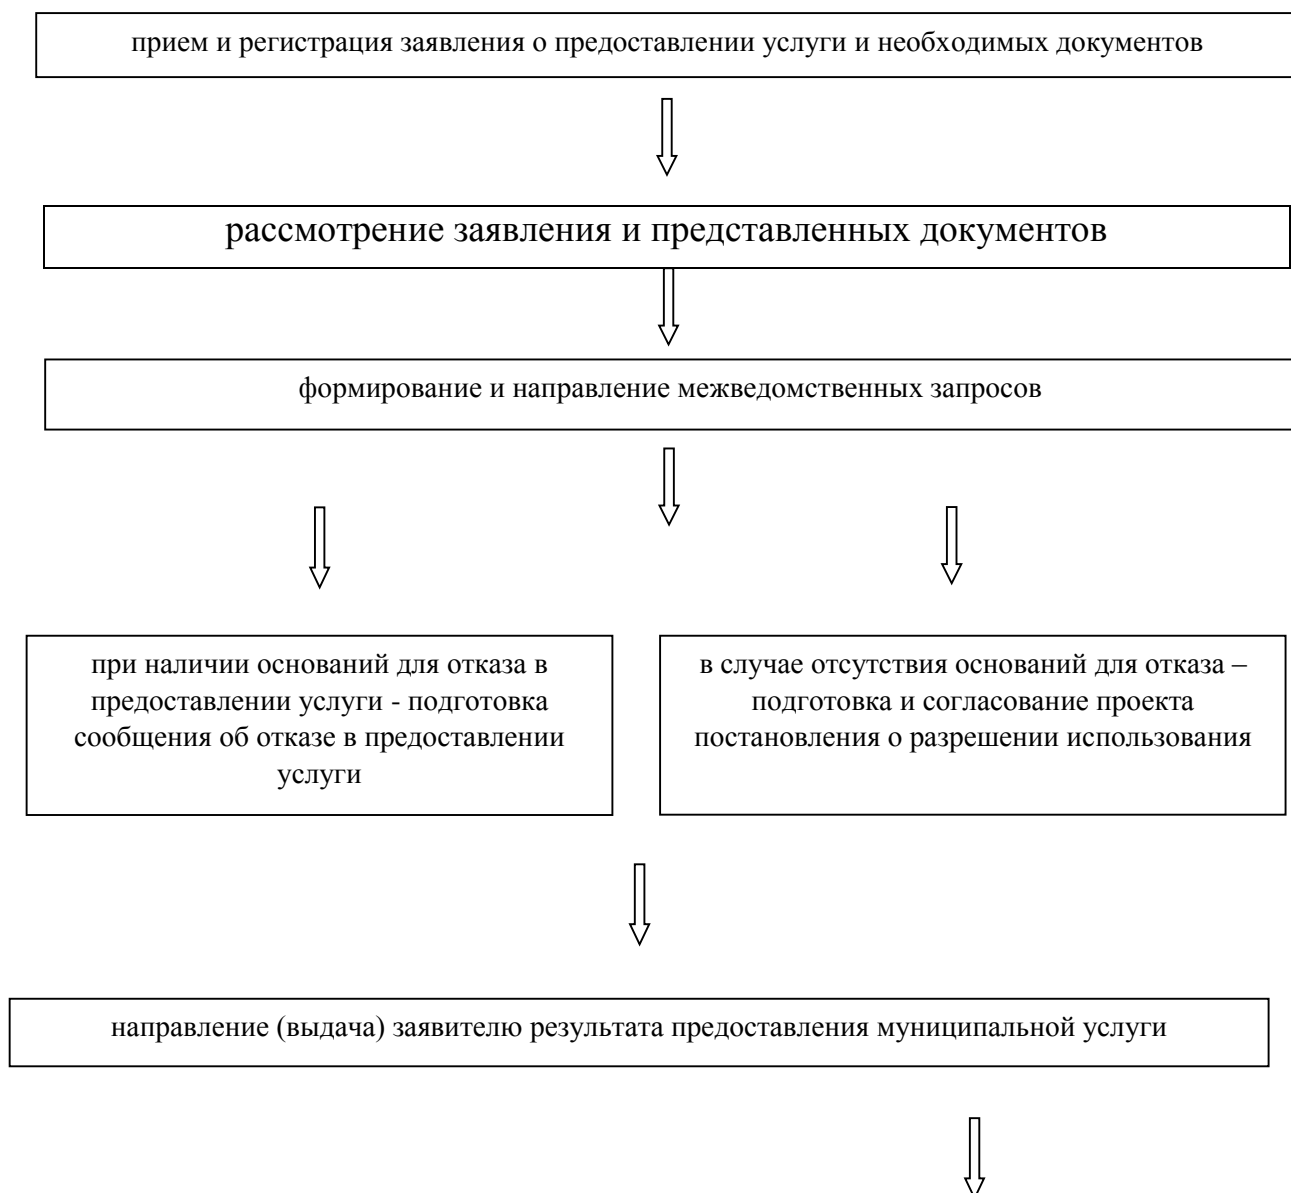 прием и регистрация заявления о предоставлении услуги и необходимых документов
рассмотрение заявления и представленных документов
формирование и направление межведомственных запросов
при наличии оснований для отказа в
предоставлении услуги - подготовка
сообщения об отказе в предоставлении
услуги
в случае отсутствия оснований для отказа –
подготовка и согласование проекта
постановления о разрешении использования
направление (выдача) заявителю результата предоставления муниципальной услуги